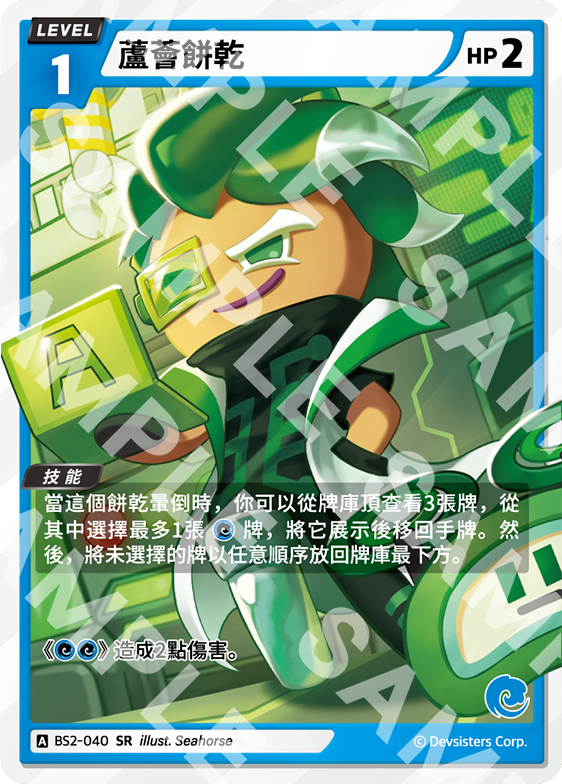 LEVEL
1
蘆薈餅乾
HP 2
A
技能
當這個餅乾暈倒時，你可以從牌庫頂查看3張牌，從
其中選擇最多1張 牌，將它展示後移回手牌。然
後，將未選擇的牌以任意順序放回牌庫最下方。
《 》造成2點傷害。
A BS2-040 SR illust. Seahorse
© Devsisters Corp.
SAMPLE SAMPLE SAMPLE